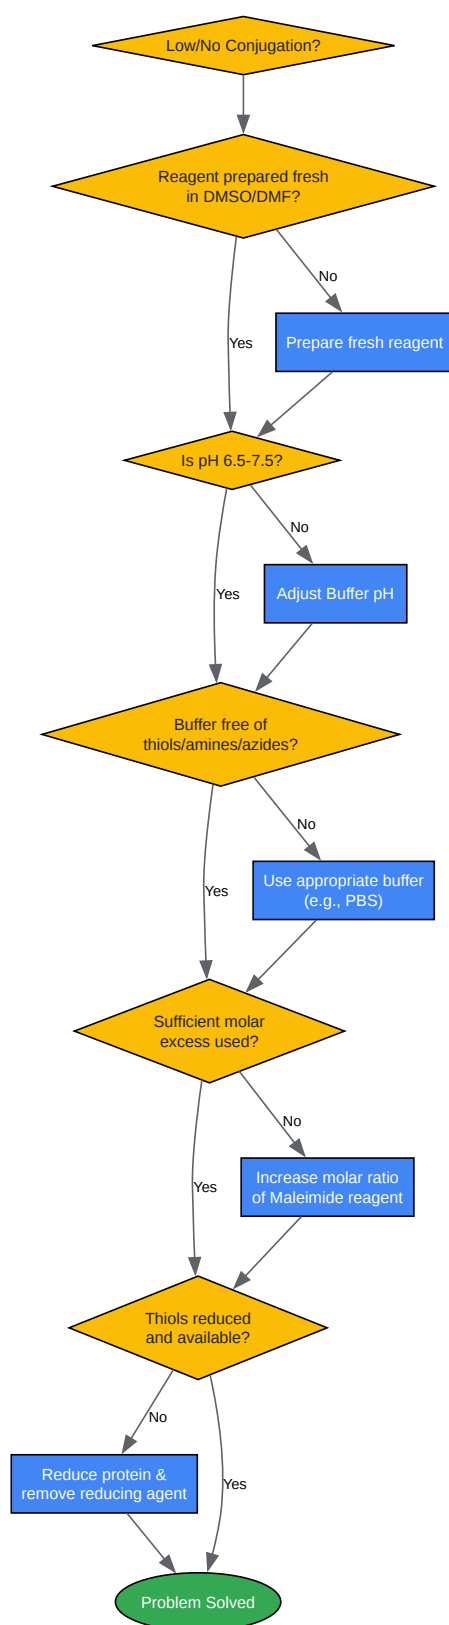 Low/No Conjugation?
Reagent prepared fresh
in DMSO/DMF?
No
Yes
Prepare fresh reagent
Is pH 6.5-7.5?
No
Adjust Buffer pH
Yes
Buffer free of
thiols/amines/azides?
No
Use appropriate buffer
(e.g., PBS)
Yes
Sufficient molar
excess used?
No
Increase molar ratio
of Maleimide reagent
Yes
Thiols reduced
and available?
No
Reduce protein &
remove reducing agent
Yes
Problem Solved